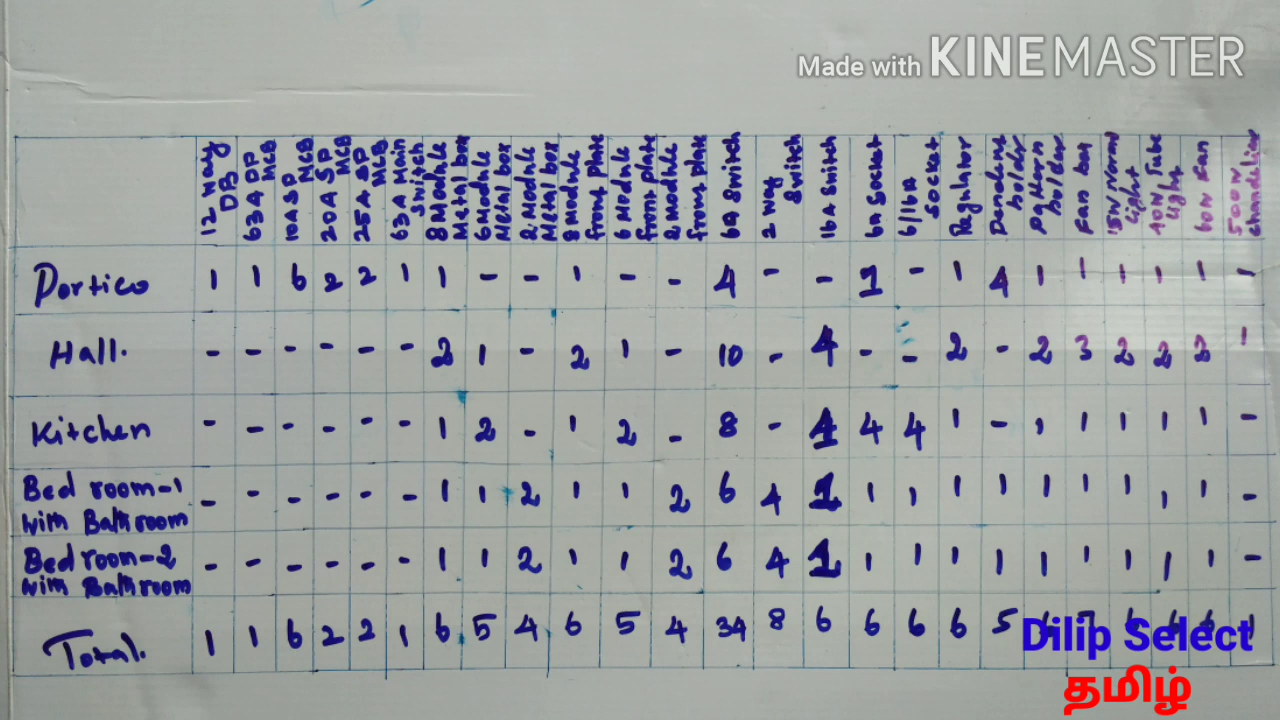 Made with KINEMASTER
12 way DB | 63A DP MCB | 10A SP MCB | 20A SP MCB | 25A SP MCB | 63A Main Switch | 8 Module Metal box | 6 Module Metal box | 2 Module Metal box | 8 Module front plate | 6 Module front plate | 2 module front plate | 6A Switch | 2 way Switch | 16A Switch | 6A Socket | 6/16A Socket | Regulator | holder | holder | Fan box | light | 40W Tube light | 60W Fan | 500W
Portico 1 1 6 2 2 1 1 - - 1 - - 4 - - 1 - 1 4 1 1 1 1 1 -
Hall. - - - - - - 2 1 - 2 1 - 10 - 4 - - 2 - 2 3 2 2 2 1
Kitchen - - - - - - 1 2 - 1 2 - 8 - 4 4 4 1 - 1 1 1 1 1 -
Bed room-1 with Bathroom - - - - - - 1 1 2 1 1 2 6 4 1 1 1 1 1 1 1 1 1 1 -
Bed room-2 with Bathroom - - - - - - 1 1 2 1 1 2 6 4 1 1 1 1 1 1 1 1 1 1 -
Total. 1 1 6 2 2 1 6 5 4 6 5 4 34 8 6 6 6 6 5
Dilip Select
தமிழ்